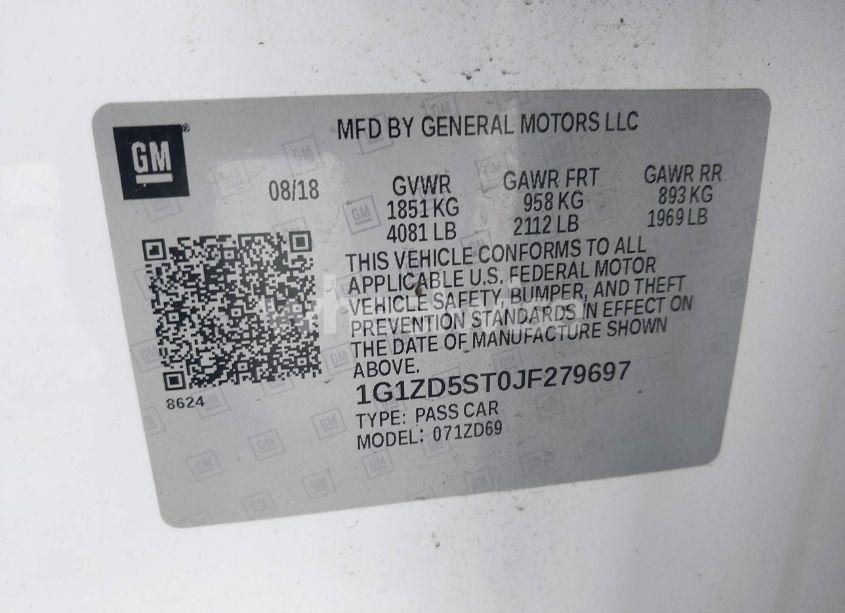 GM
MFD BY GENERAL MOTORS LLC
08/18
GVWR
1851 KG
4081 LB
GAWR FRT
958 KG
2112 LB
GAWR RR
893 KG
1969 LB
THIS VEHICLE CONFORMS TO ALL
APPLICABLE U.S. FEDERAL MOTOR
VEHICLE SAFETY, BUMPER, AND THEFT
PREVENTION STANDARDS IN EFFECT ON
THE DATE OF MANUFACTURE SHOWN
ABOVE.
8624
1G1ZD5ST0JF279697
TYPE: PASS CAR
MODEL: 071ZD69